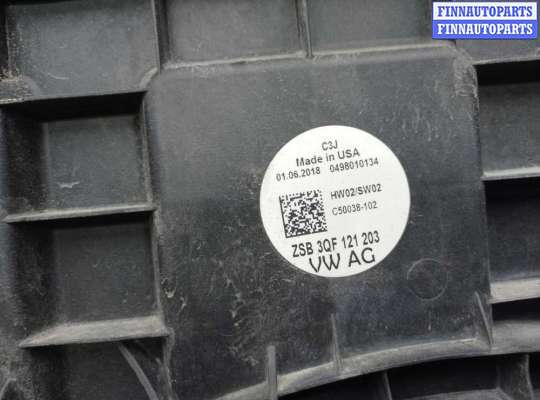 FINNAUTOPARTS
FINNAUTOPARTS
C3J
Made in USA
01.06.2018 0498010134
HW02/SW02
C50038-102
ZSB 3QF 121 203
VW AG